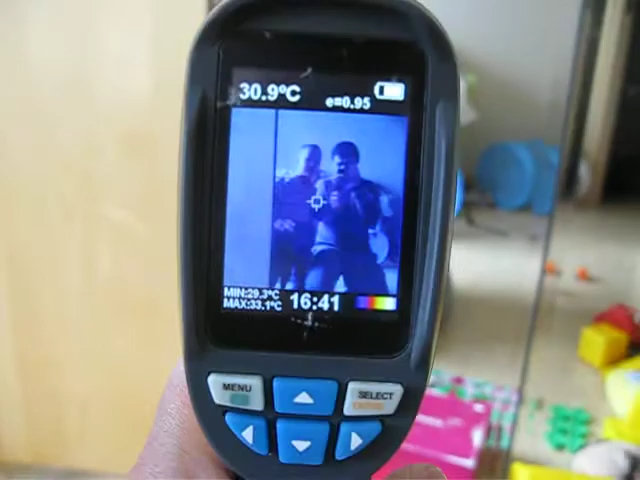 30.9°C
e=0.95
MIN:29.3°C
MAX:33.1°C
16:41
MENU
SELECT